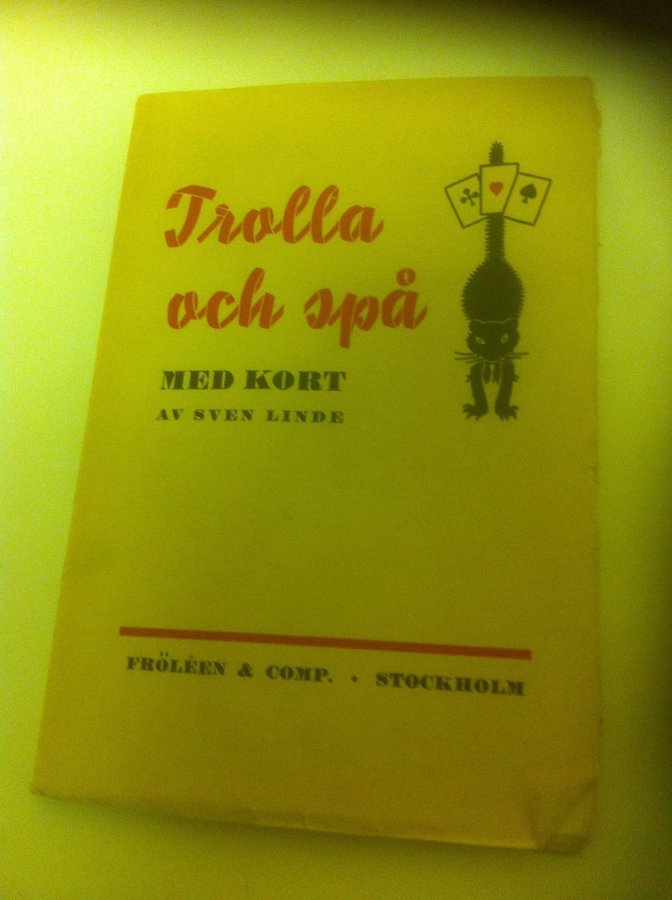 Trolla
och spå
MED KORT
AV SVEN LINDE
FRÖLÉEN & COMP. • STOCKHOLM